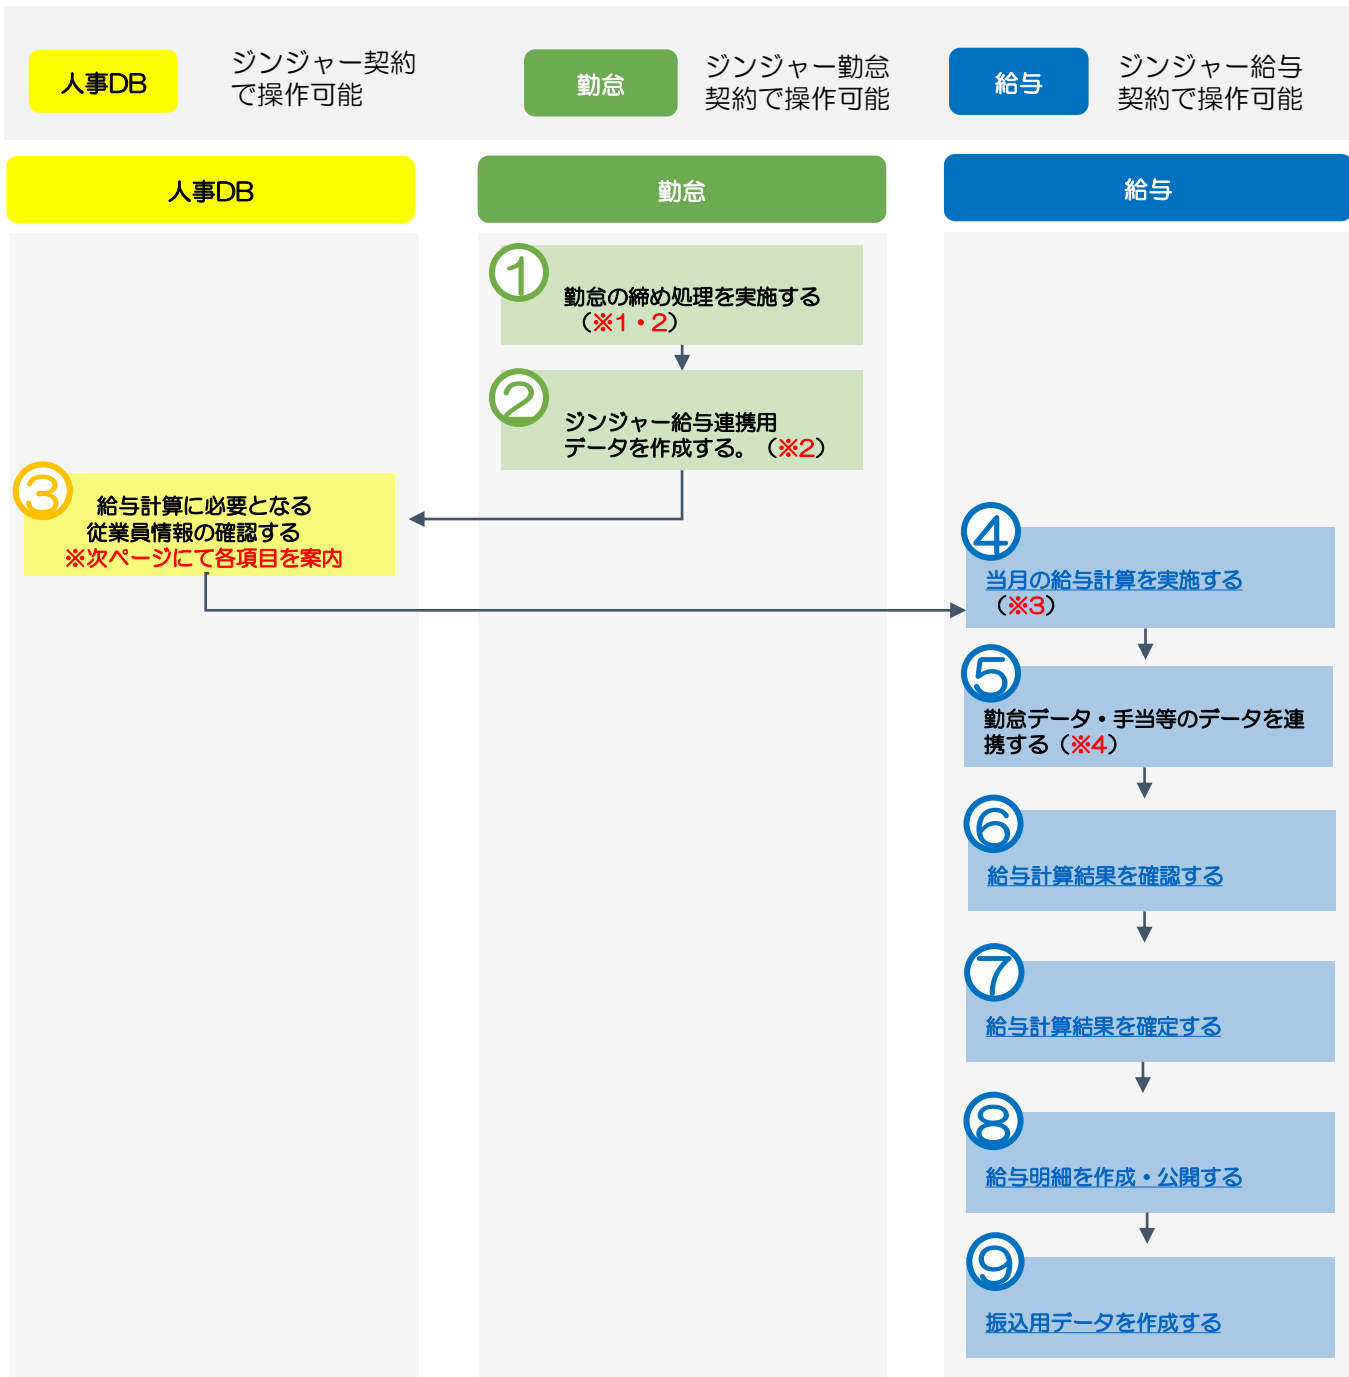 人事DB
ジンジャー契約
で操作可能
勤怠
ジンジャー勤怠
契約で操作可能
給与
ジンジャー給与
契約で操作可能
人事DB
勤怠
給与
①
勤怠の締め処理を実施する
（※1・2）
②
ジンジャー給与連携用
データを作成する。（※2）
③
給与計算に必要となる
従業員情報の確認する
※次ページにて各項目を案内
④
当月の給与計算を実施する
（※3）
⑤
勤怠データ・手当等のデータを連
携する（※4）
⑥
給与計算結果を確認する
⑦
給与計算結果を確定する
⑧
給与明細を作成・公開する
⑨
振込用データを作成する